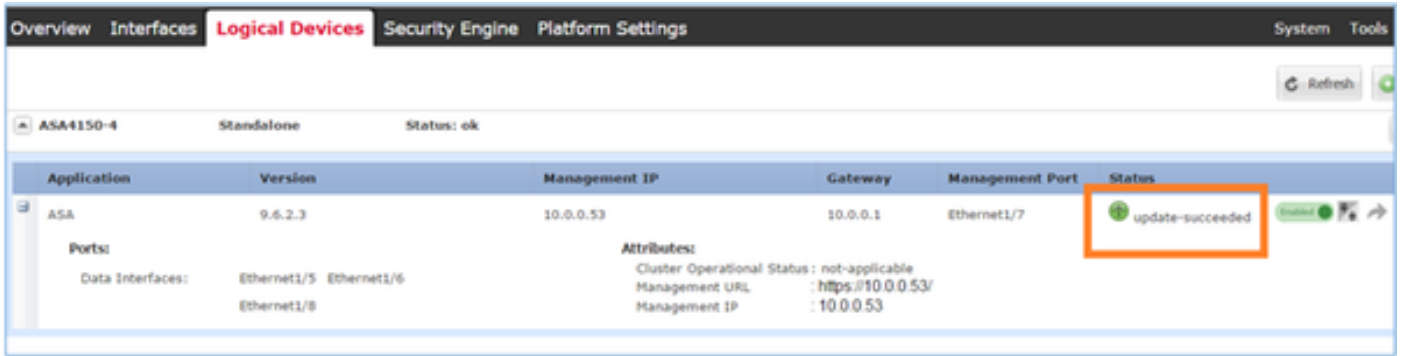 Overview Interfaces Logical Devices Security Engine Platform Settings System Tools
Refresh
ASA4150-4 Standalone Status: ok
Application Version Management IP Gateway Management Port Status
ASA 9.6.2.3 10.0.0.53 10.0.0.1 Ethernet1/7 update-succeeded Enabled
Ports: Attributes:
Data Interfaces: Ethernet1/5 Ethernet1/6 Cluster Operational Status : not-applicable
Management URL : https://10.0.0.53/
Ethernet1/8 Management IP : 10.0.0.53